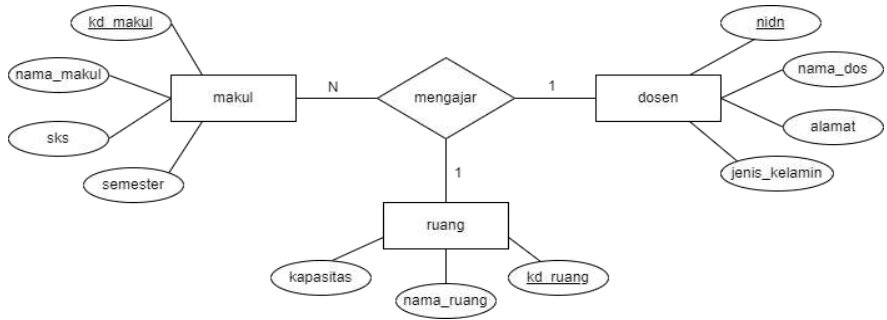 kd_makul
nidn
nama_makul
nama_dos
makul
N
mengajar
1
dosen
sks
alamat
semester
1
jenis_kelamin
ruang
kapasitas
kd_ruang
nama_ruang